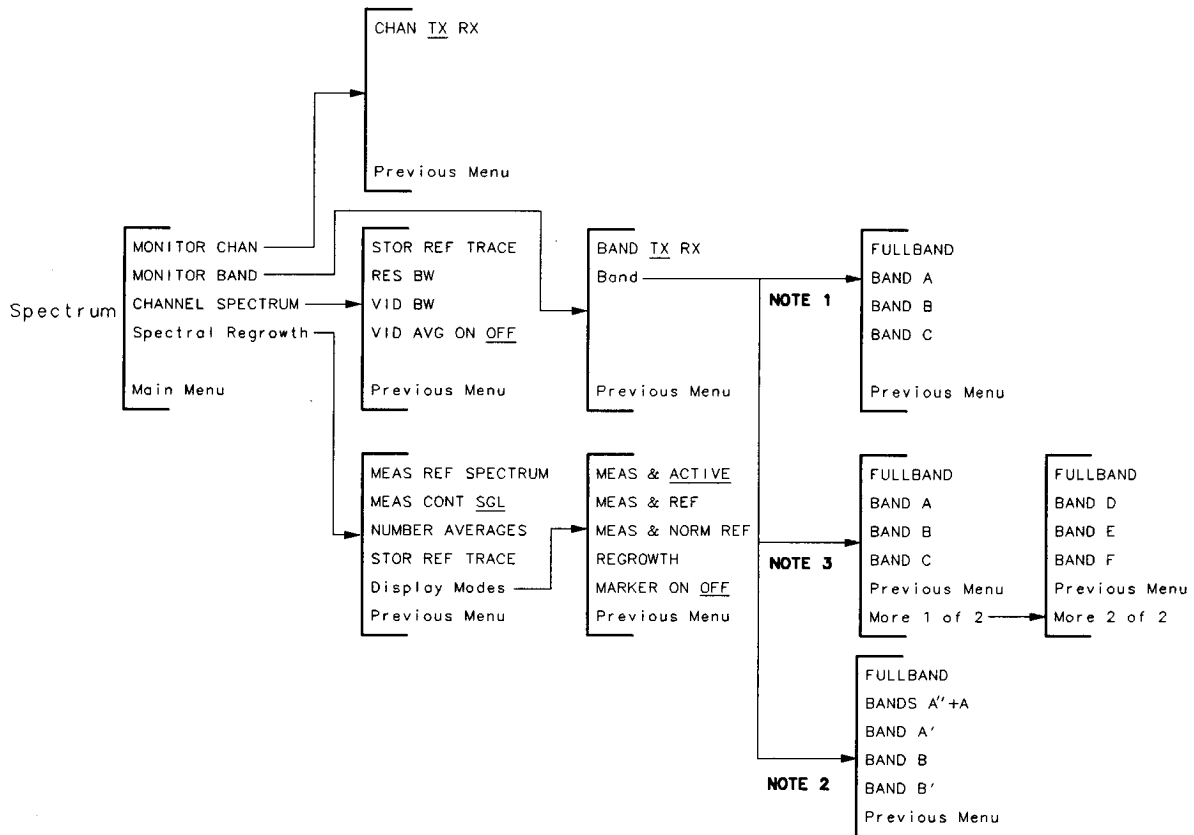 CHAN TX RX
Previous Menu
Spectrum
MONITOR CHAN
MONITOR BAND
CHANNEL SPECTRUM
Spectral Regrowth
Main Menu
STOR REF TRACE
RES BW
VID BW
VID AVG ON OFF
Previous Menu
BAND TX RX
Band
Previous Menu
NOTE 1
FULLBAND
BAND A
BAND B
BAND C
Previous Menu
MEAS REF SPECTRUM
MEAS CONT SGL
NUMBER AVERAGES
STOR REF TRACE
Display Modes
Previous Menu
MEAS & ACTIVE
MEAS & REF
MEAS & NORM REF
REGROWTH
MARKER ON OFF
Previous Menu
NOTE 3
FULLBAND
BAND A
BAND B
BAND C
Previous Menu
More 1 of 2
FULLBAND
BAND D
BAND E
BAND F
Previous Menu
More 2 of 2
NOTE 2
FULLBAND
BANDS A"+A
BAND A'
BAND B
BAND B'
Previous Menu